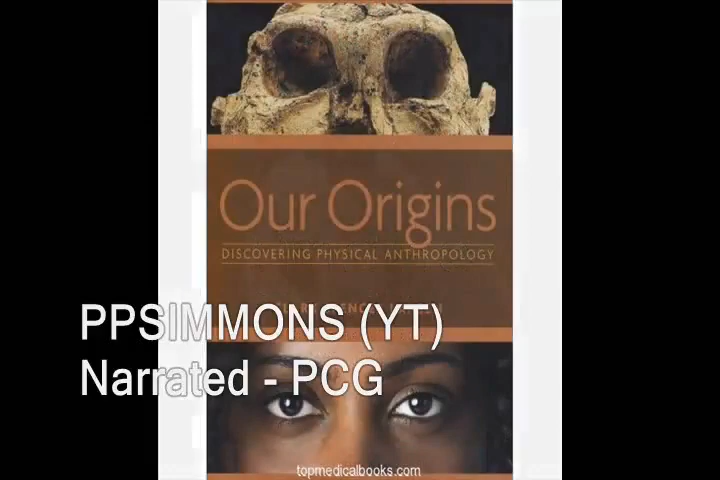 Our Origins
DISCOVERING PHYSICAL ANTHROPOLOGY
PPSIMMONS (YT)
Narrated - PCG
topmedicalbooks.com